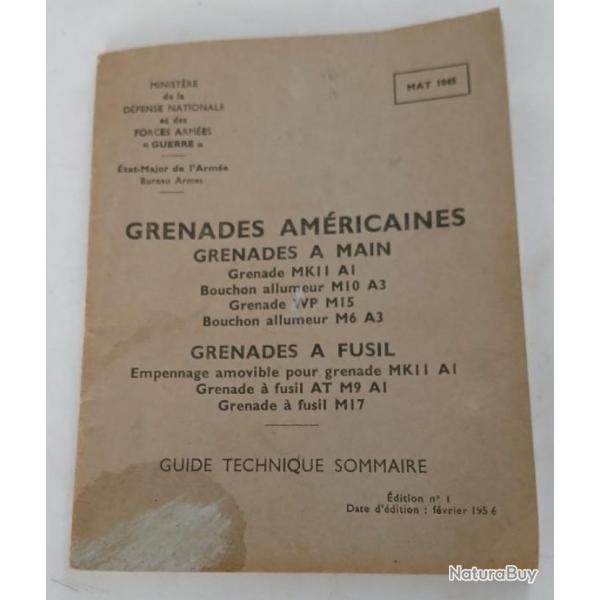 MINISTÈRE
de la
DÉFENSE NATIONALE
et des
FORCES ARMÉES
« GUERRE »
État-Major de l'Armée
Bureau Armes
MAT 1045
GRENADES AMÉRICAINES
GRENADES A MAIN
Grenade MK11 A1
Bouchon allumeur M10 A3
Grenade WP M15
Bouchon allumeur M6 A3
GRENADES A FUSIL
Empennage amovible pour grenade MK11 A1
Grenade à fusil AT M9 A1
Grenade à fusil M17
GUIDE TECHNIQUE SOMMAIRE
Édition n° 1
Date d'édition : février 1956
NaturaBuy